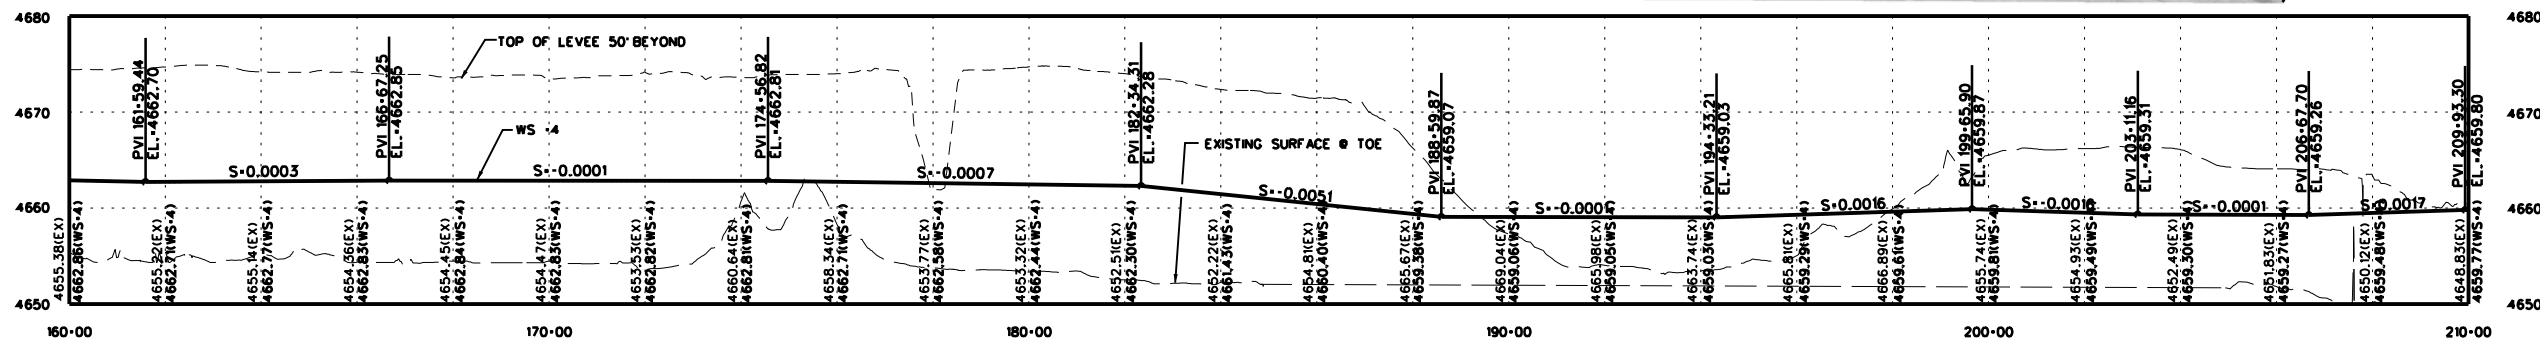 4680
4680
TOP OF LEVEE 50' BEYOND
PVI 161+59.44
EL.=4662.70
PVI 166+67.25
EL.=4662.85
PVI 174+56.82
EL.=4662.81
PVI 182+34.31
EL.=4662.28
PVI 188+59.87
EL.=4659.07
PVI 194+33.21
EL.=4659.03
PVI 199+65.90
EL.=4659.87
PVI 203+11.16
EL.=4659.31
PVI 206+67.70
EL.=4659.26
PVI 209+93.30
EL.=4659.80
4670
4670
WS +4
EXISTING SURFACE @ TOE
S=0.0003
S=-0.0001
S=-0.0007
S=-0.0051
S=-0.0001
S=0.0016
S=-0.0016
S=-0.0001
S=0.0017
4660
4660
4655.38(EX)
4662.86(WS+4)
4655.22(EX)
4662.71(WS+4)
4655.14(EX)
4662.77(WS+4)
4654.36(EX)
4662.83(WS+4)
4654.45(EX)
4662.84(WS+4)
4654.47(EX)
4662.83(WS+4)
4653.53(EX)
4662.82(WS+4)
4660.64(EX)
4662.81(WS+4)
4658.34(EX)
4662.71(WS+4)
4653.77(EX)
4662.58(WS+4)
4653.32(EX)
4662.44(WS+4)
4652.51(EX)
4662.30(WS+4)
4652.22(EX)
4661.43(WS+4)
4654.81(EX)
4660.40(WS+4)
4665.67(EX)
4659.38(WS+4)
4669.04(EX)
4659.06(WS+4)
4665.98(EX)
4659.05(WS+4)
4663.74(EX)
4659.03(WS+4)
4665.81(EX)
4659.29(WS+4)
4666.89(EX)
4659.61(WS+4)
4655.74(EX)
4659.81(WS+4)
4654.93(EX)
4659.49(WS+4)
4652.49(EX)
4659.30(WS+4)
4651.83(EX)
4659.27(WS+4)
4650.12(EX)
4659.48(WS+4)
4648.83(EX)
4659.77(WS+4)
4650
4650
160+00
170+00
180+00
190+00
200+00
210+00